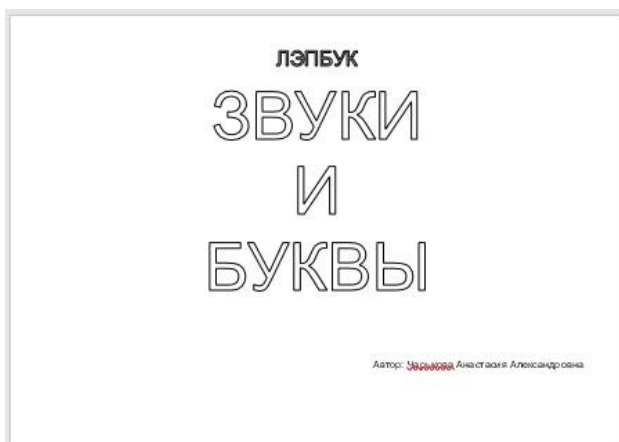 ЛЭПБУК
ЗВУКИ
И
БУКВЫ
Автор: Чарыкова Анастасия Александровна